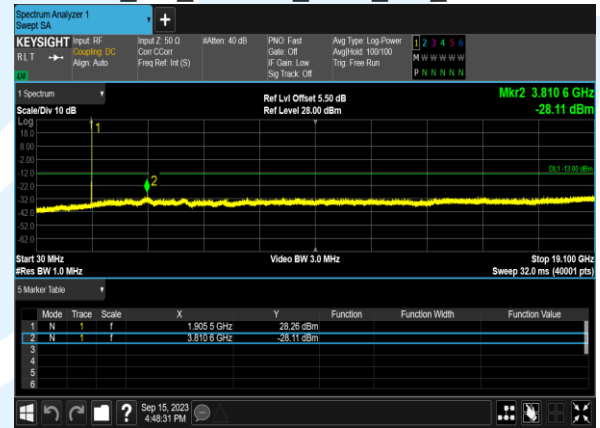 Spectrum Analyzer 1
Swept SA
KEYSIGHT Input: RF Input Z: 50 Ω #Atten: 40 dB PNO: Fast Avg Type: Log-Power 1 2 3 4 5 6
RLT Coupling: DC Corr CCorr Gate: Off Avg|Hold: 100/100 M W W W W W
Align: Auto Freq Ref: Int (S) IF Gain: Low Trig: Free Run
Sig Track: Off P N N N N N
1 Spectrum Ref Lvl Offset 5.50 dB Mkr2 3.810 6 GHz
Scale/Div 10 dB Ref Level 28.00 dBm -28.11 dBm
Log
18.0
1
8.00
-2.00
-12.0 DL1 -13.00 dBm
-22.0
2
-32.0
-42.0
-52.0
-62.0
Start 30 MHz Video BW 3.0 MHz Stop 19.100 GHz
#Res BW 1.0 MHz Sweep 32.0 ms (40001 pts)
5 Marker Table
Mode Trace Scale X Y Function Function Width Function Value
1 N 1 f 1.905 5 GHz 28.26 dBm
2 N 1 f 3.810 6 GHz -28.11 dBm
3
4
5
6
? Sep 15, 2023
4:48:31 PM